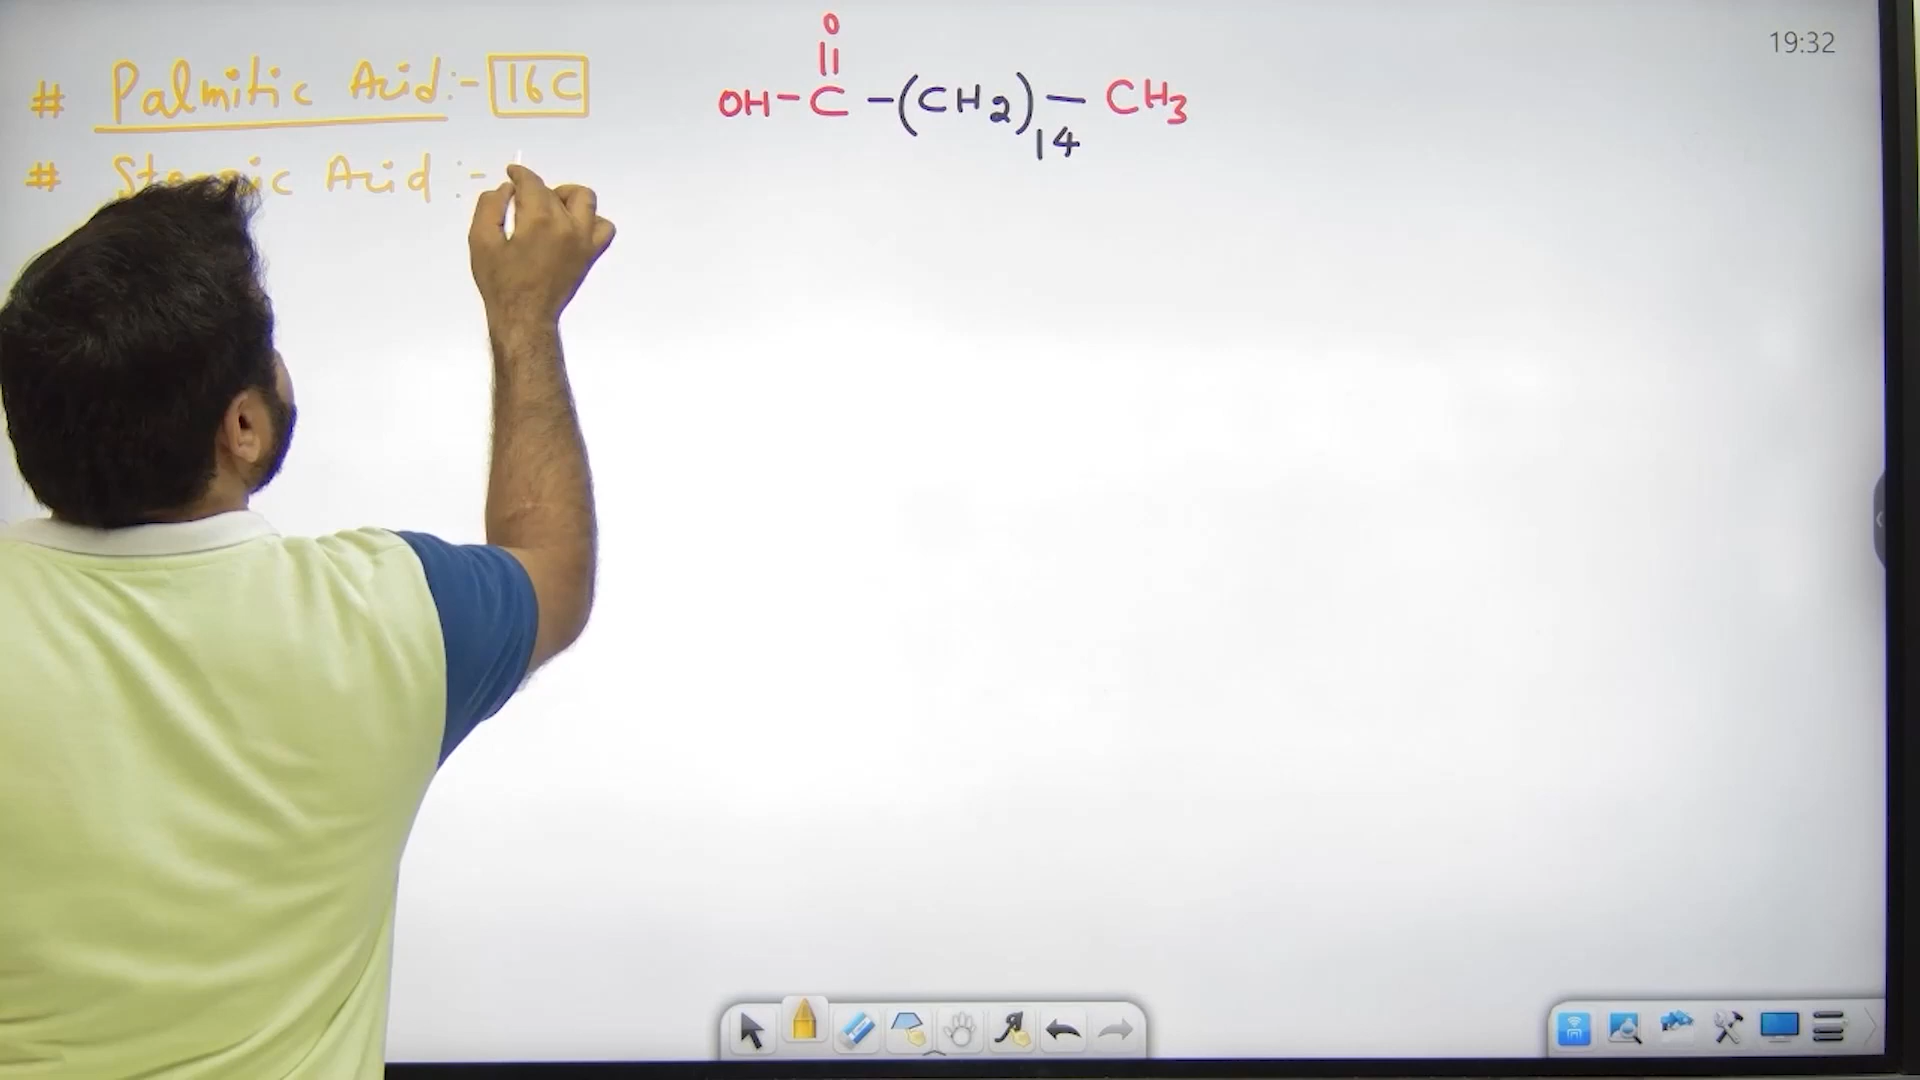 # Palmitic Acid :- 16C
O
||
OH-C-(CH2)14-CH3
# Acid :-
19:32